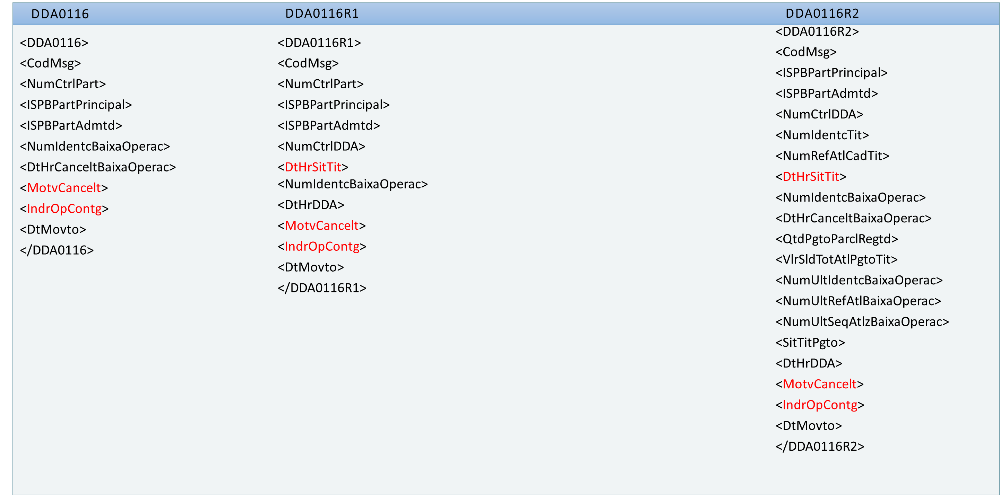 DDA0116
DDA0116R1
DDA0116R2
<DDA0116>
<CodMsg>
<NumCtrlPart>
<ISPBPartPrincipal>
<ISPBPartAdmtd>
<NumIdentcBaixaOperac>
<DtHrCanceltBaixaOperac>
<MotvCancelt>
<IndrOpContg>
<DtMovto>
</DDA0116>
<DDA0116R1>
<CodMsg>
<NumCtrlPart>
<ISPBPartPrincipal>
<ISPBPartAdmtd>
<NumCtrlDDA>
<DtHrSitTit>
<NumIdentcBaixaOperac>
<DtHrDDA>
<MotvCancelt>
<IndrOpContg>
<DtMovto>
</DDA0116R1>
<DDA0116R2>
<CodMsg>
<ISPBPartPrincipal>
<ISPBPartAdmtd>
<NumCtrlDDA>
<NumIdentcTit>
<NumRefAtlCadTit>
<DtHrSitTit>
<NumIdentcBaixaOperac>
<DtHrCanceltBaixaOperac>
<QtdPgtoParclRegtd>
<VlrSldTotAtlPgtoTit>
<NumUltIdentcBaixaOperac>
<NumUltRefAtlBaixaOperac>
<NumUltSeqAtlzBaixaOperac>
<SitTitPgto>
<DtHrDDA>
<MotvCancelt>
<IndrOpContg>
<DtMovto>
</DDA0116R2>